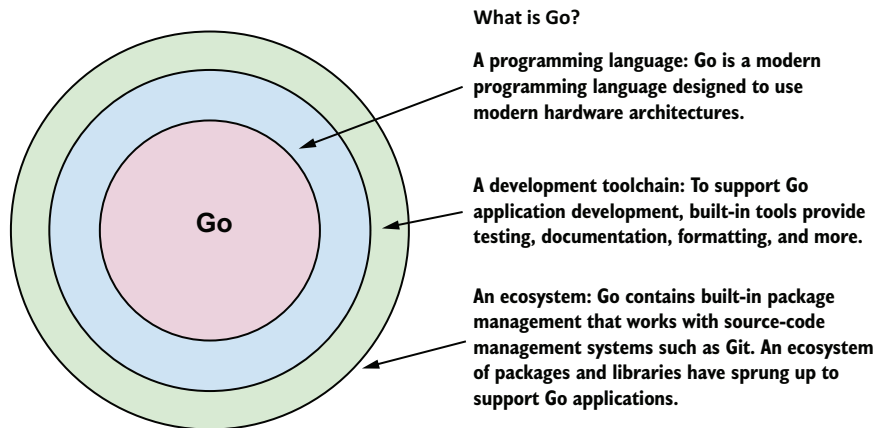 What is Go?
A programming language: Go is a modern
programming language designed to use
modern hardware architectures.
Go
A development toolchain: To support Go
application development, built-in tools provide
testing, documentation, formatting, and more.
An ecosystem: Go contains built-in package
management that works with source-code
management systems such as Git. An ecosystem
of packages and libraries have sprung up to
support Go applications.